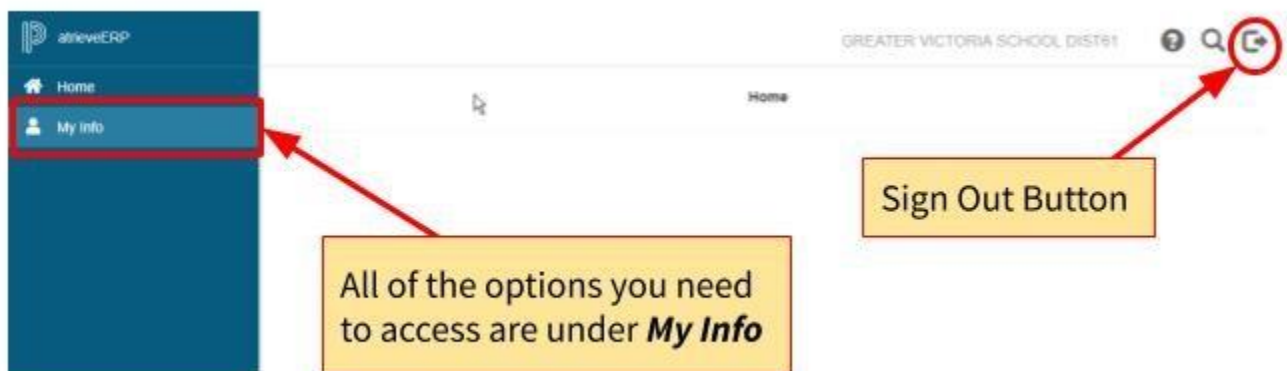 atrieveERP
GREATER VICTORIA SCHOOL DIST61
Home
Home
My Info
Sign Out Button
All of the options you need
to access are under My Info